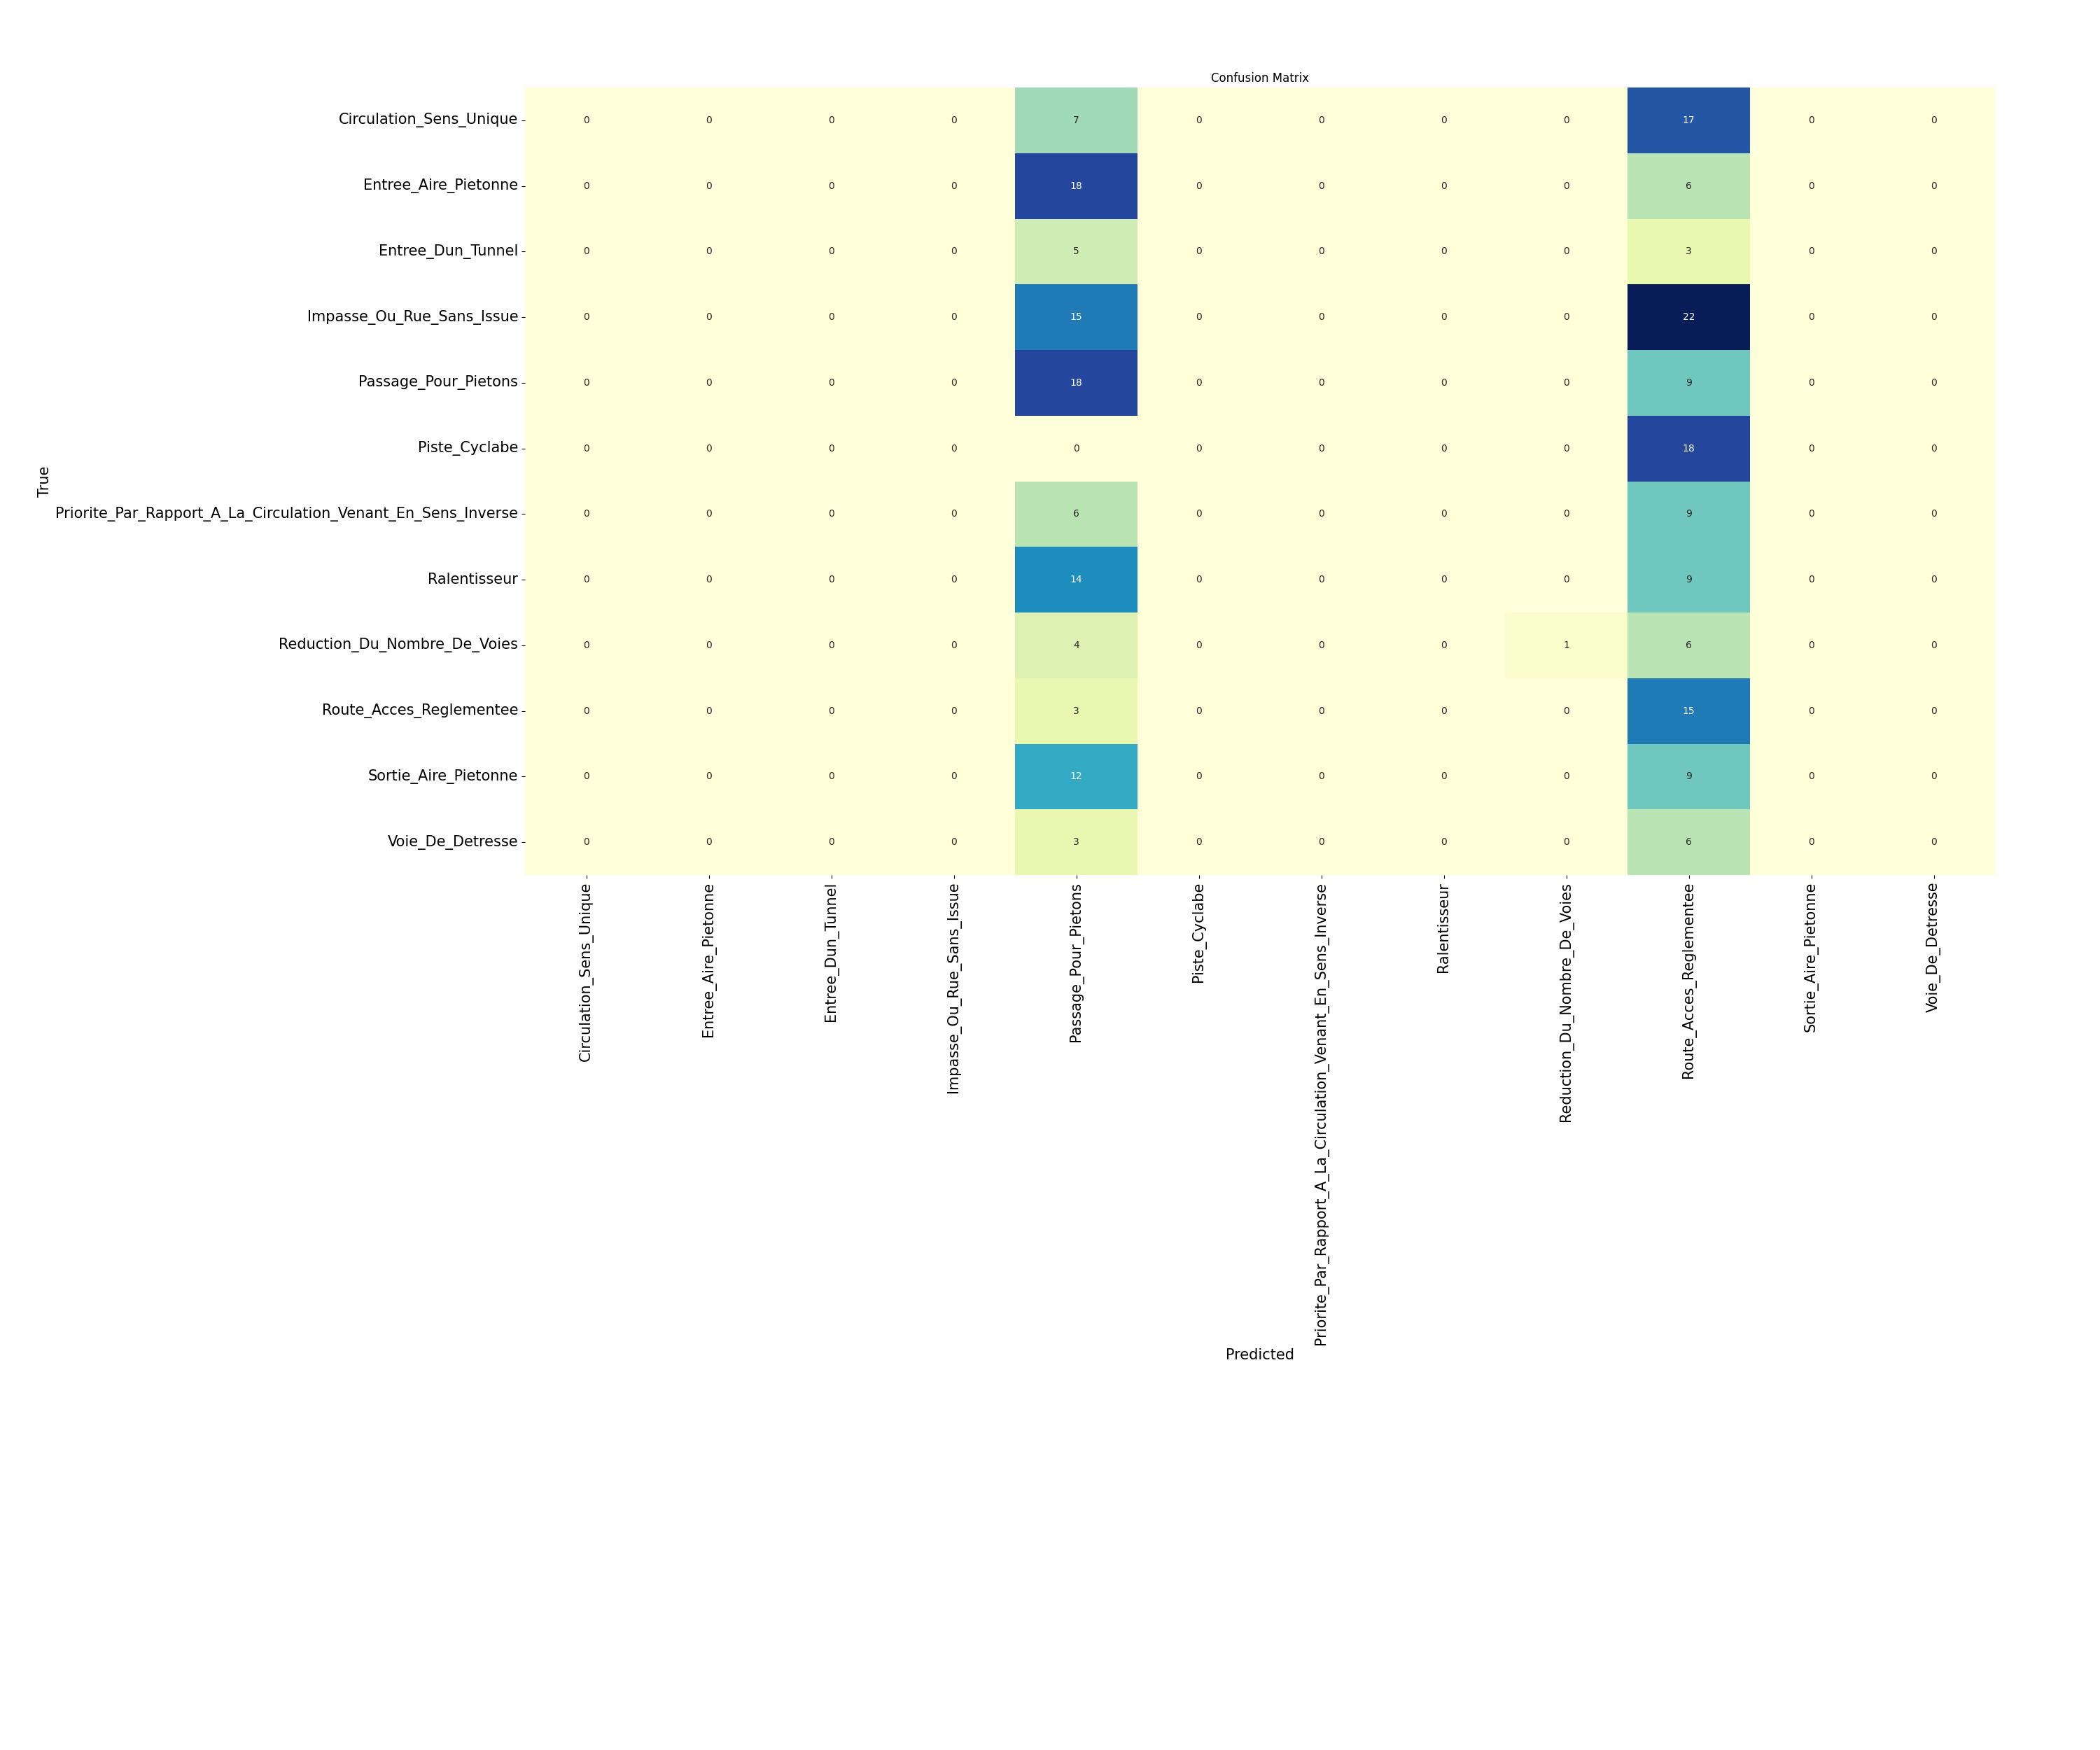 Confusion Matrix
True
Circulation_Sens_Unique 0 0 0 0 7 0 0 0 0 17 0 0
Entree_Aire_Pietonne 0 0 0 0 18 0 0 0 0 6 0 0
Entree_Dun_Tunnel 0 0 0 0 5 0 0 0 0 3 0 0
Impasse_Ou_Rue_Sans_Issue 0 0 0 0 15 0 0 0 0 22 0 0
Passage_Pour_Pietons 0 0 0 0 18 0 0 0 0 9 0 0
Piste_Cyclabe 0 0 0 0 0 0 0 0 0 18 0 0
Priorite_Par_Rapport_A_La_Circulation_Venant_En_Sens_Inverse 0 0 0 0 6 0 0 0 0 9 0 0
Ralentisseur 0 0 0 0 14 0 0 0 0 9 0 0
Reduction_Du_Nombre_De_Voies 0 0 0 0 4 0 0 0 1 6 0 0
Route_Acces_Reglementee 0 0 0 0 3 0 0 0 0 15 0 0
Sortie_Aire_Pietonne 0 0 0 0 12 0 0 0 0 9 0 0
Voie_De_Detresse 0 0 0 0 3 0 0 0 0 6 0 0
Circulation_Sens_Unique
Entree_Aire_Pietonne
Entree_Dun_Tunnel
Impasse_Ou_Rue_Sans_Issue
Passage_Pour_Pietons
Piste_Cyclabe
Priorite_Par_Rapport_A_La_Circulation_Venant_En_Sens_Inverse
Ralentisseur
Reduction_Du_Nombre_De_Voies
Route_Acces_Reglementee
Sortie_Aire_Pietonne
Voie_De_Detresse
Predicted